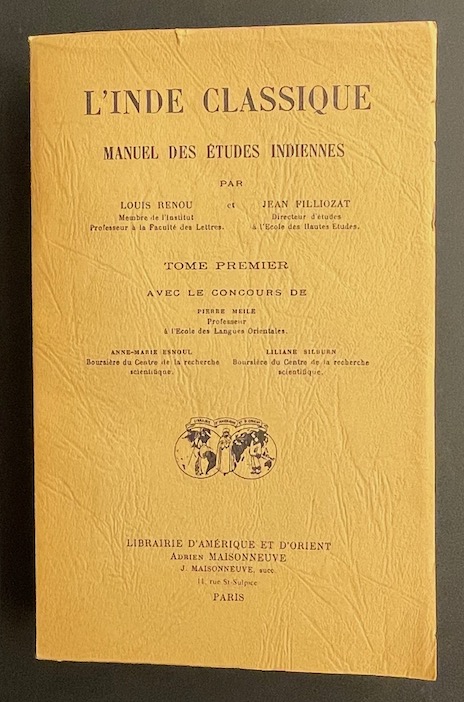 L'INDE CLASSIQUE
MANUEL DES ÉTUDES INDIENNES
PAR
LOUIS RENOU et JEAN FILLIOZAT
Membre de l'Institut Directeur d'études
Professeur à la Faculté des Lettres. à l'Ecole des Hautes Etudes.
TOME PREMIER
AVEC LE CONCOURS DE
PIERRE MEILE
Professeur
à l'Ecole des Langues Orientales.
ANNE-MARIE ESNOUL LILIANE SILBURN
Boursière du Centre de la recherche Boursière du Centre de la recherche
scientifique. scientifique.
LIBRAIRIE D'AMÉRIQUE ET D'ORIENT
ADRIEN MAISONNEUVE
J. MAISONNEUVE, succ.
11, rue St-Sulpice
PARIS